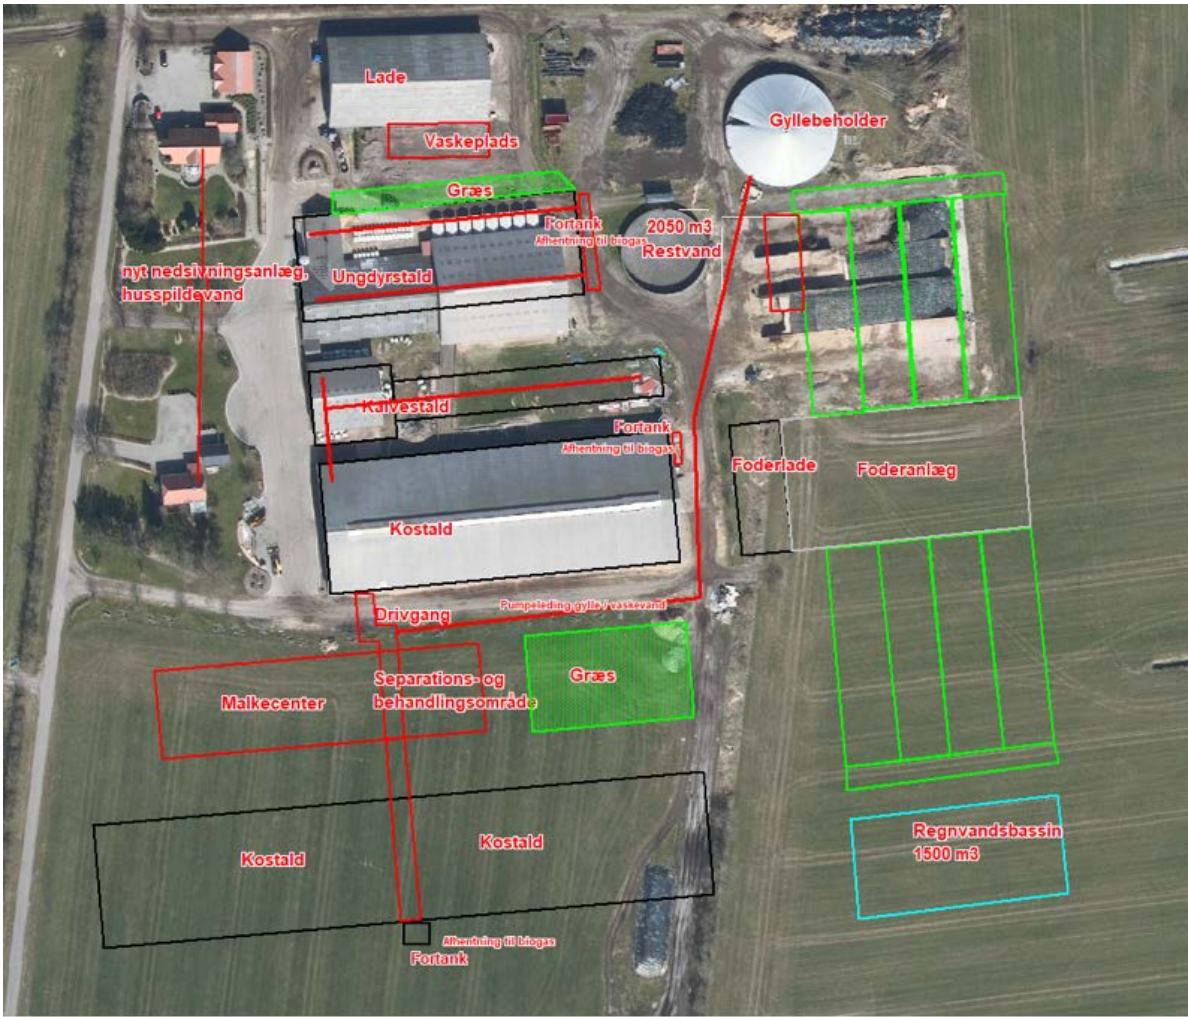 Lade
Gyllebeholder
Vaskeplads
Græs
Fortank
2050 m3
Afhentning til biogas
Restvand
nyt nedsivningsanlæg,
husspildevand
Ungdyrstald
Kalvestald
Fortank
Afhentning til biogas
Foderlade
Foderanlæg
Kostald
Pumpeleding gylle / vaskevand
Drivgang
Separations- og
behandlingsområde
Græs
Malkecenter
Regnvandsbassin
1500 m3
Kostald
Kostald
Afhentning til biogas
Fortank